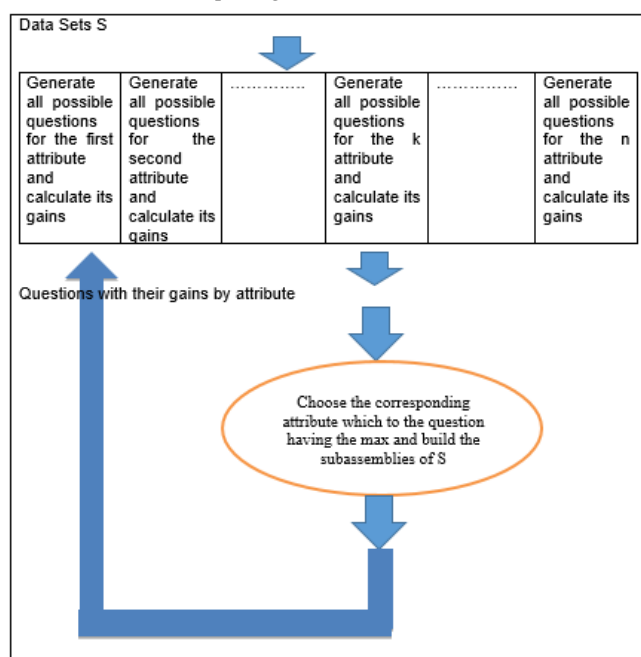 Data Sets S
Generate
all possible
questions
for the first
attribute
and
calculate its
gains
Generate
all possible
questions
for the
second
attribute
and
calculate its
gains
…………..
Generate
all possible
questions
for the k
attribute
and
calculate its
gains
…………...
Generate
all possible
questions
for the n
attribute
and
calculate its
gains
Questions with their gains by attribute
Choose the corresponding
attribute which to the question
having the max and build the
subassemblies of S